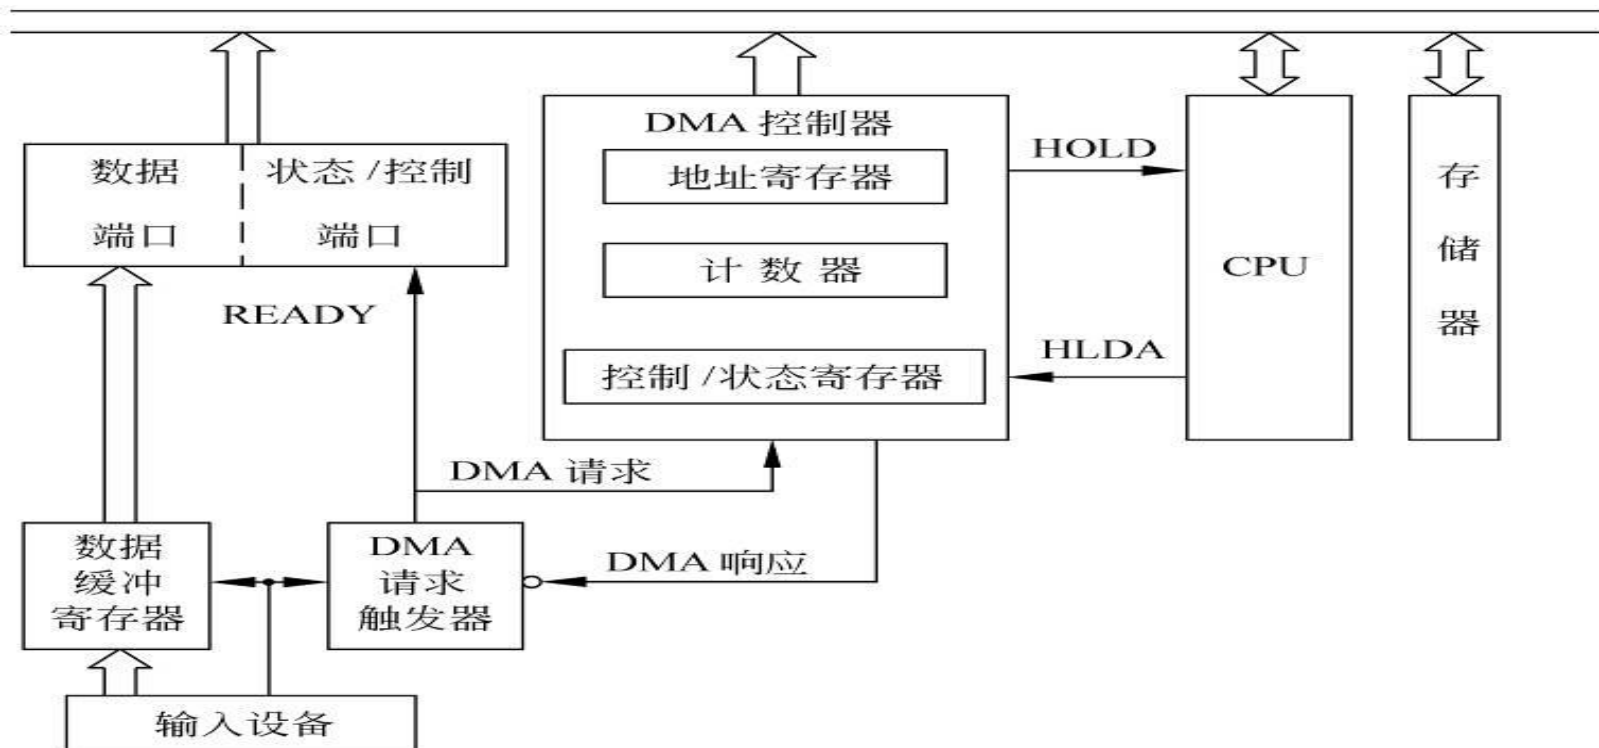 DMA 控制器
地址寄存器
计 数 器
控制 /状态寄存器
HOLD
HLDA
CPU
存
储
器
数据
端口
状态 /控制
端口
READY
DMA 请求
DMA 响应
数据
缓冲
寄存器
DMA
请求
触发器
输入设备